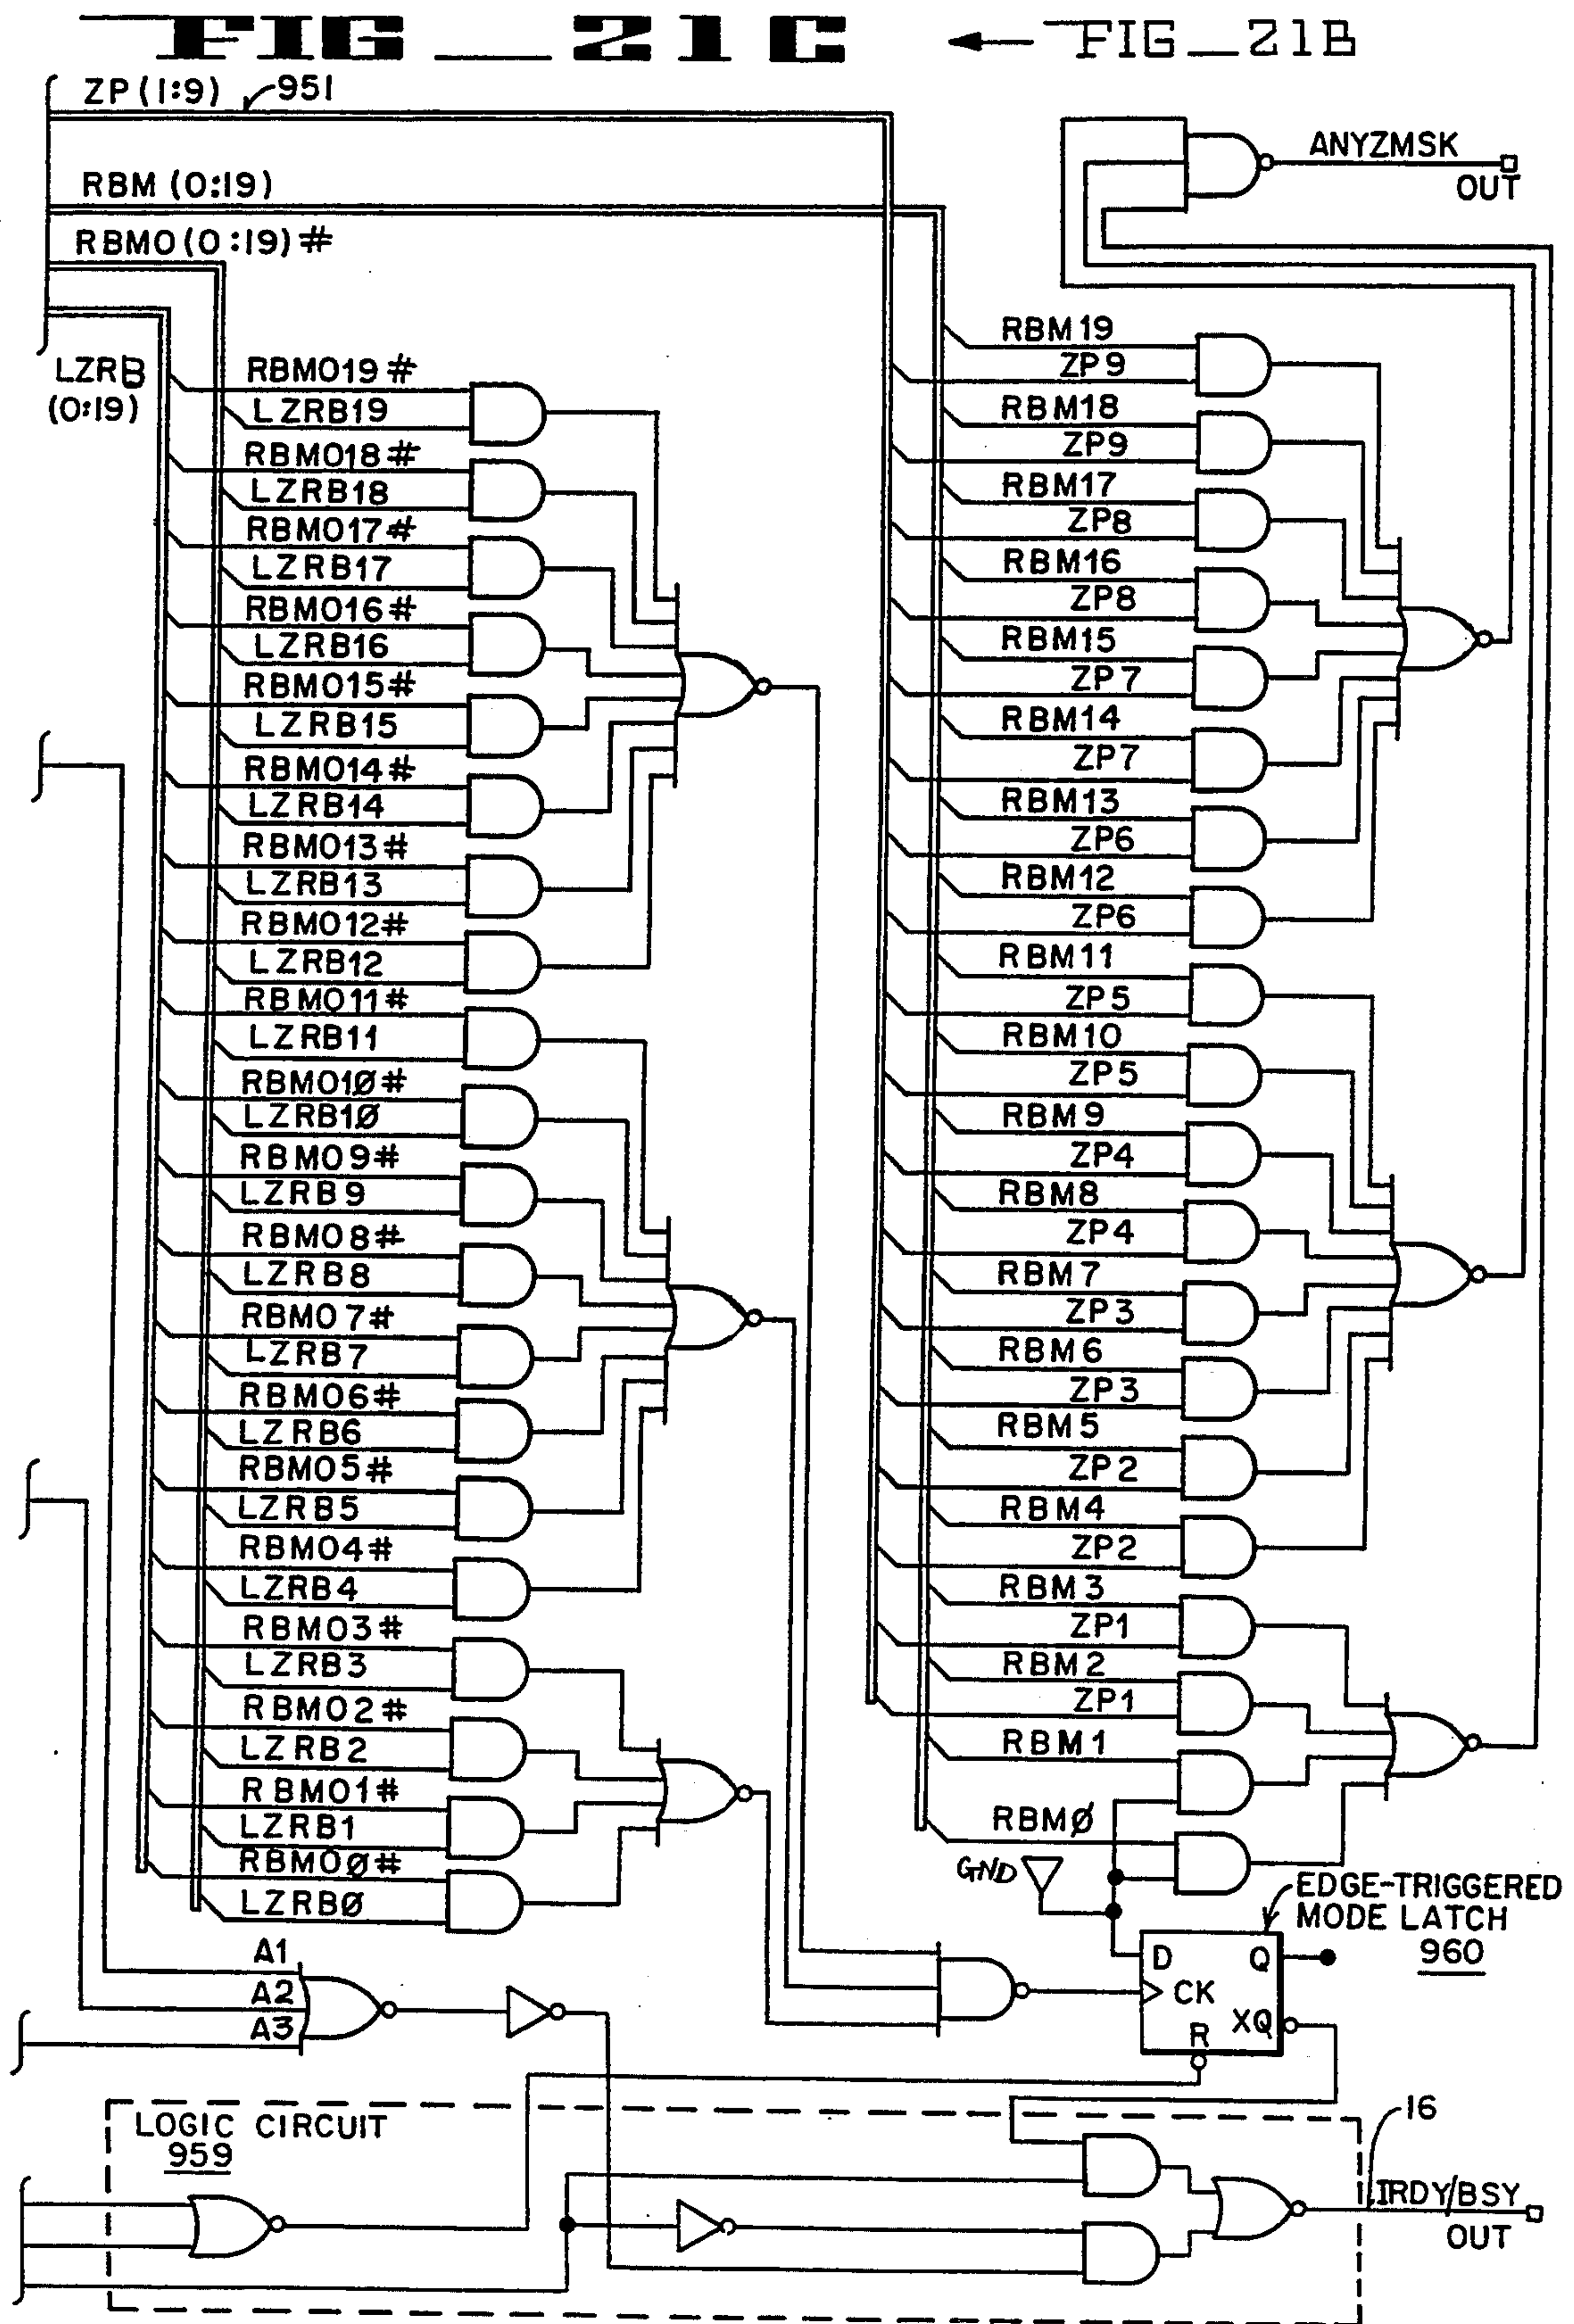 FIG_21C ← FIG_21B
ZP (1:9) 951
RBM (0:19)
RBMO (0:19)#
LZRB
(0:19)
RBMO19#
LZRB19
RBMO18#
LZRB18
RBMO17#
LZRB17
RBMO16#
LZRB16
RBMO15#
LZRB15
RBMO14#
LZRB14
RBMO13#
LZRB13
RBMO12#
LZRB12
RBMO11#
LZRB11
RBMO1Ø#
LZRB1Ø
RBMO9#
LZRB9
RBMO8#
LZRB8
RBMO7#
LZRB7
RBMO6#
LZRB6
RBMO5#
LZRB5
RBMO4#
LZRB4
RBMO3#
LZRB3
RBMO2#
LZRB2
RBMO1#
LZRB1
RBMOØ#
LZRBØ
ANYZMSK
OUT
RBM19
ZP9
RBM18
ZP9
RBM17
ZP8
RBM16
ZP8
RBM15
ZP7
RBM14
ZP7
RBM13
ZP6
RBM12
ZP6
RBM11
ZP5
RBM10
ZP5
RBM9
ZP4
RBM8
ZP4
RBM7
ZP3
RBM6
ZP3
RBM5
ZP2
RBM4
ZP2
RBM3
ZP1
RBM2
ZP1
RBM1
RBMØ
GND
EDGE-TRIGGERED
MODE LATCH
960
D Q
CK
XQ
R
A1
A2
A3
LOGIC CIRCUIT
959
16
IRDY/BSY
OUT